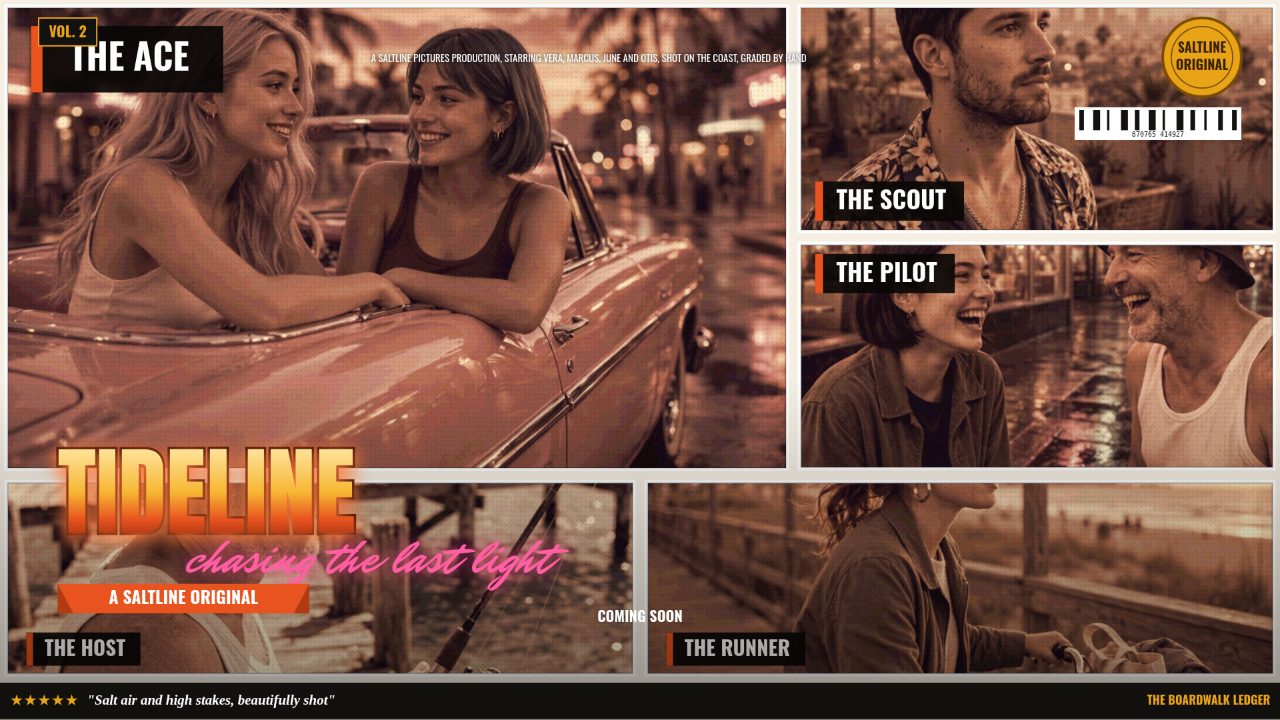 VOL. 2
THE ACE
A SALTLINE PICTURES PRODUCTION, STARRING VERA, MARCUS, JUNE AND OTIS, SHOT ON THE COAST, GRADED BY HAND
SALTLINE
ORIGINAL
870765 414927
THE SCOUT
THE PILOT
TIDELINE
chasing the last light
A SALTLINE ORIGINAL
COMING SOON
THE HOST
THE RUNNER
★★★★★ "Salt air and high stakes, beautifully shot"
THE BOARDWALK LEDGER